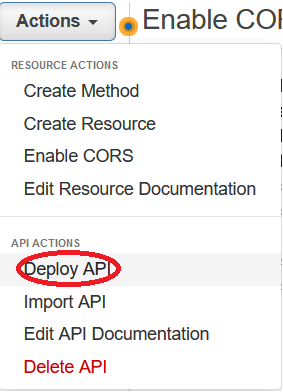 Actions
Enable COR
RESOURCE ACTIONS
Create Method
Create Resource
Enable CORS
Edit Resource Documentation
API ACTIONS
Deploy API
Import API
Edit API Documentation
Delete API